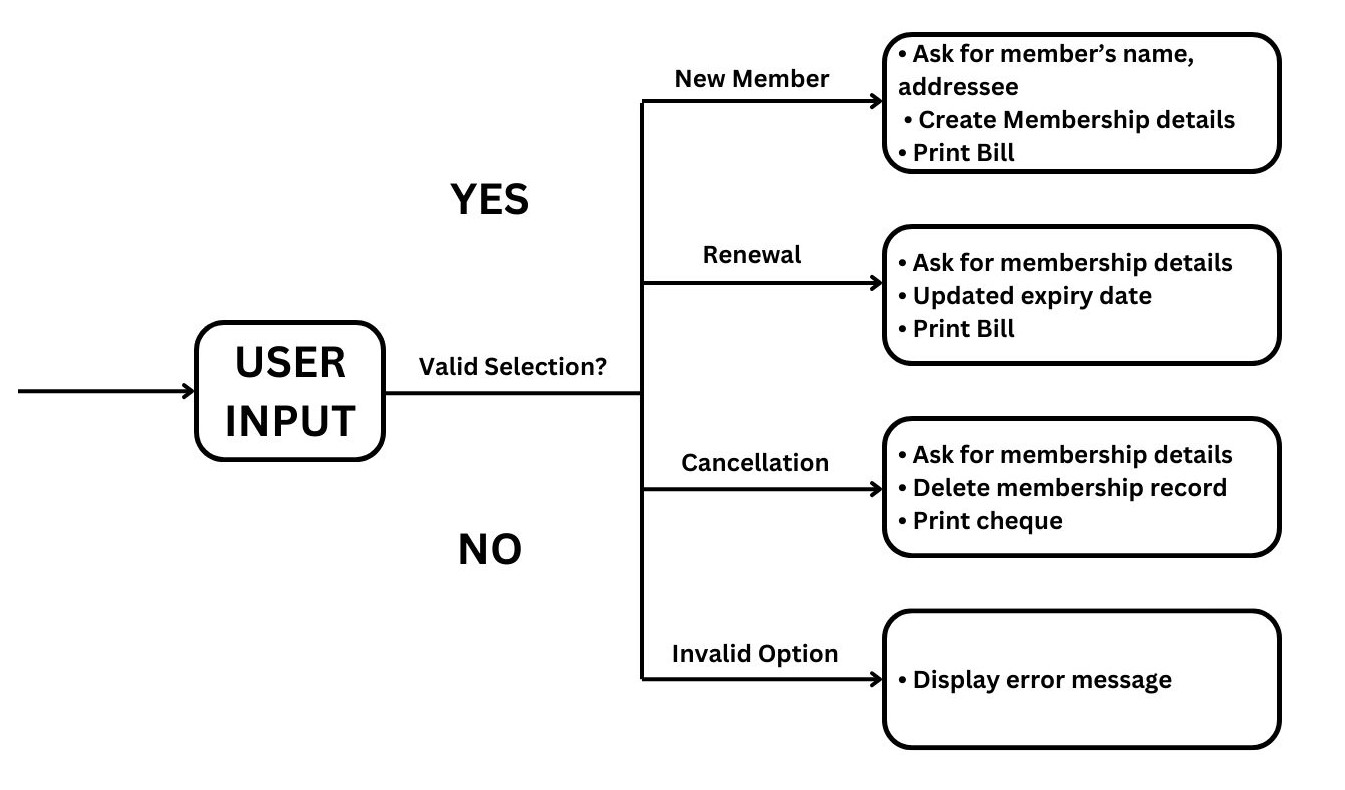 New Member
• Ask for member’s name,
addressee
• Create Membership details
• Print Bill
YES
Renewal
• Ask for membership details
• Updated expiry date
• Print Bill
USER
INPUT
Valid Selection?
Cancellation
• Ask for membership details
• Delete membership record
• Print cheque
NO
Invalid Option
• Display error message